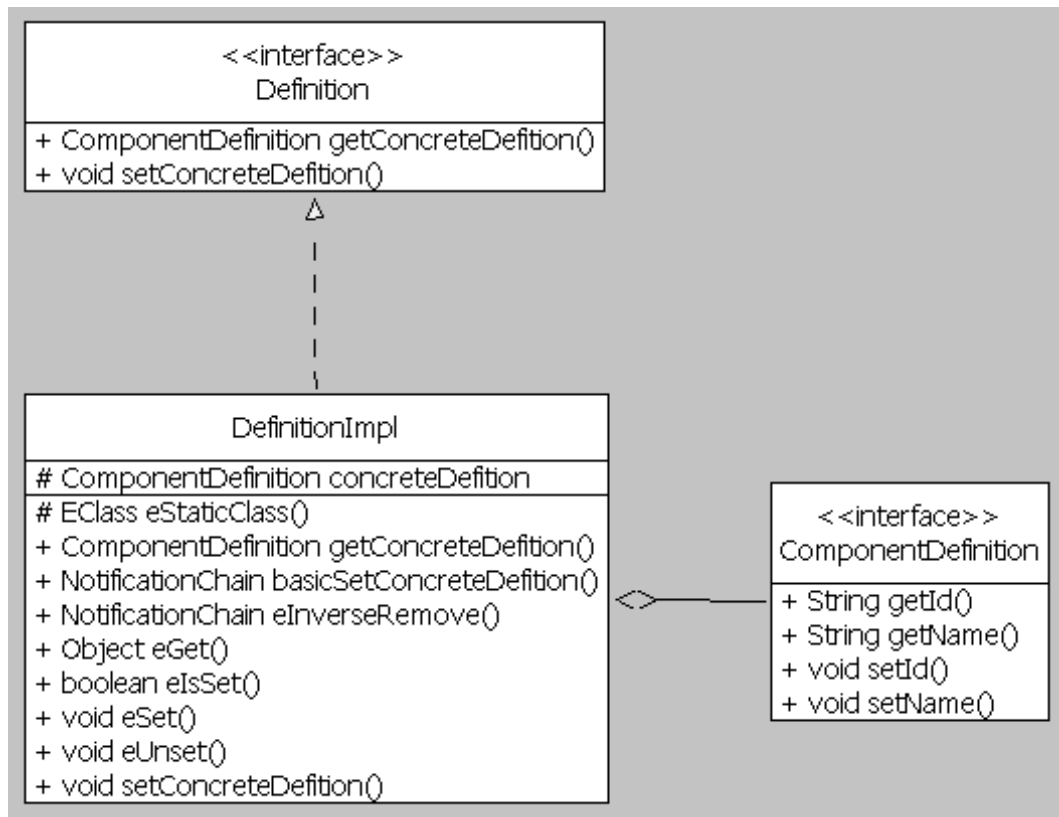 <<interface>>
Definition
+ ComponentDefinition getConcreteDefition()
+ void setConcreteDefition()
DefinitionImpl
# ComponentDefinition concreteDefition
# EClass eStaticClass()
+ ComponentDefinition getConcreteDefition()
+ NotificationChain basicSetConcreteDefition()
+ NotificationChain eInverseRemove()
+ Object eGet()
+ boolean eIsSet()
+ void eSet()
+ void eUnset()
+ void setConcreteDefition()
<<interface>>
ComponentDefinition
+ String getId()
+ String getName()
+ void setId()
+ void setName()